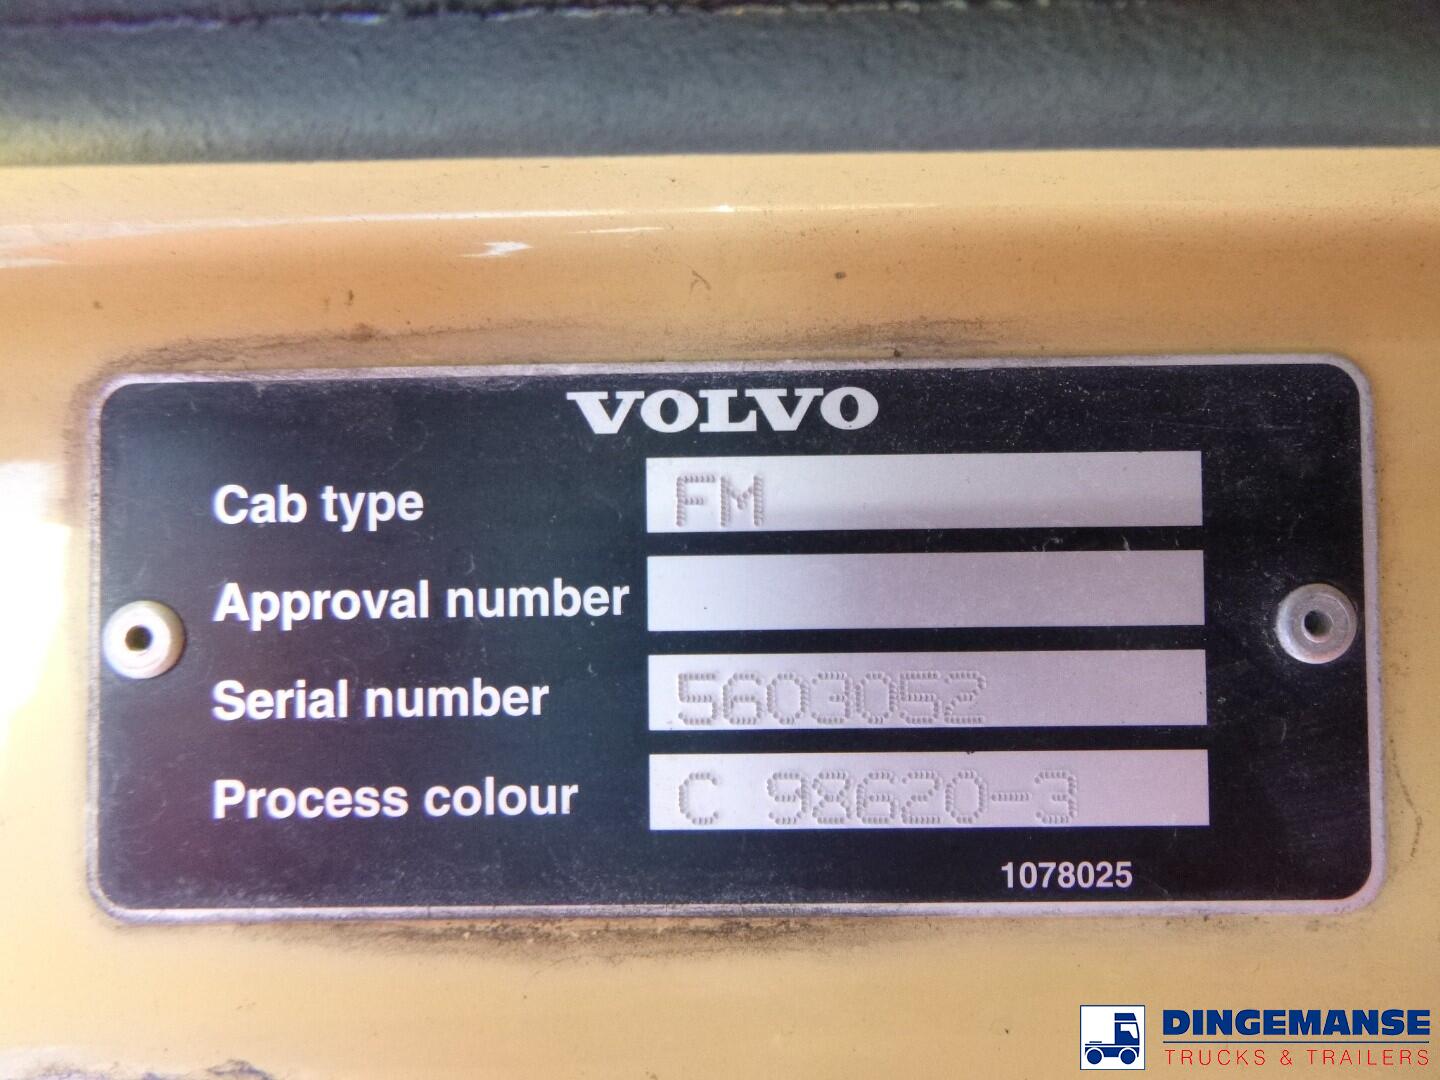 VOLVO
Cab type FM
Approval number
Serial number 5603052
Process colour C 98620-3
1078025
DINGEMANSE
TRUCKS & TRAILERS